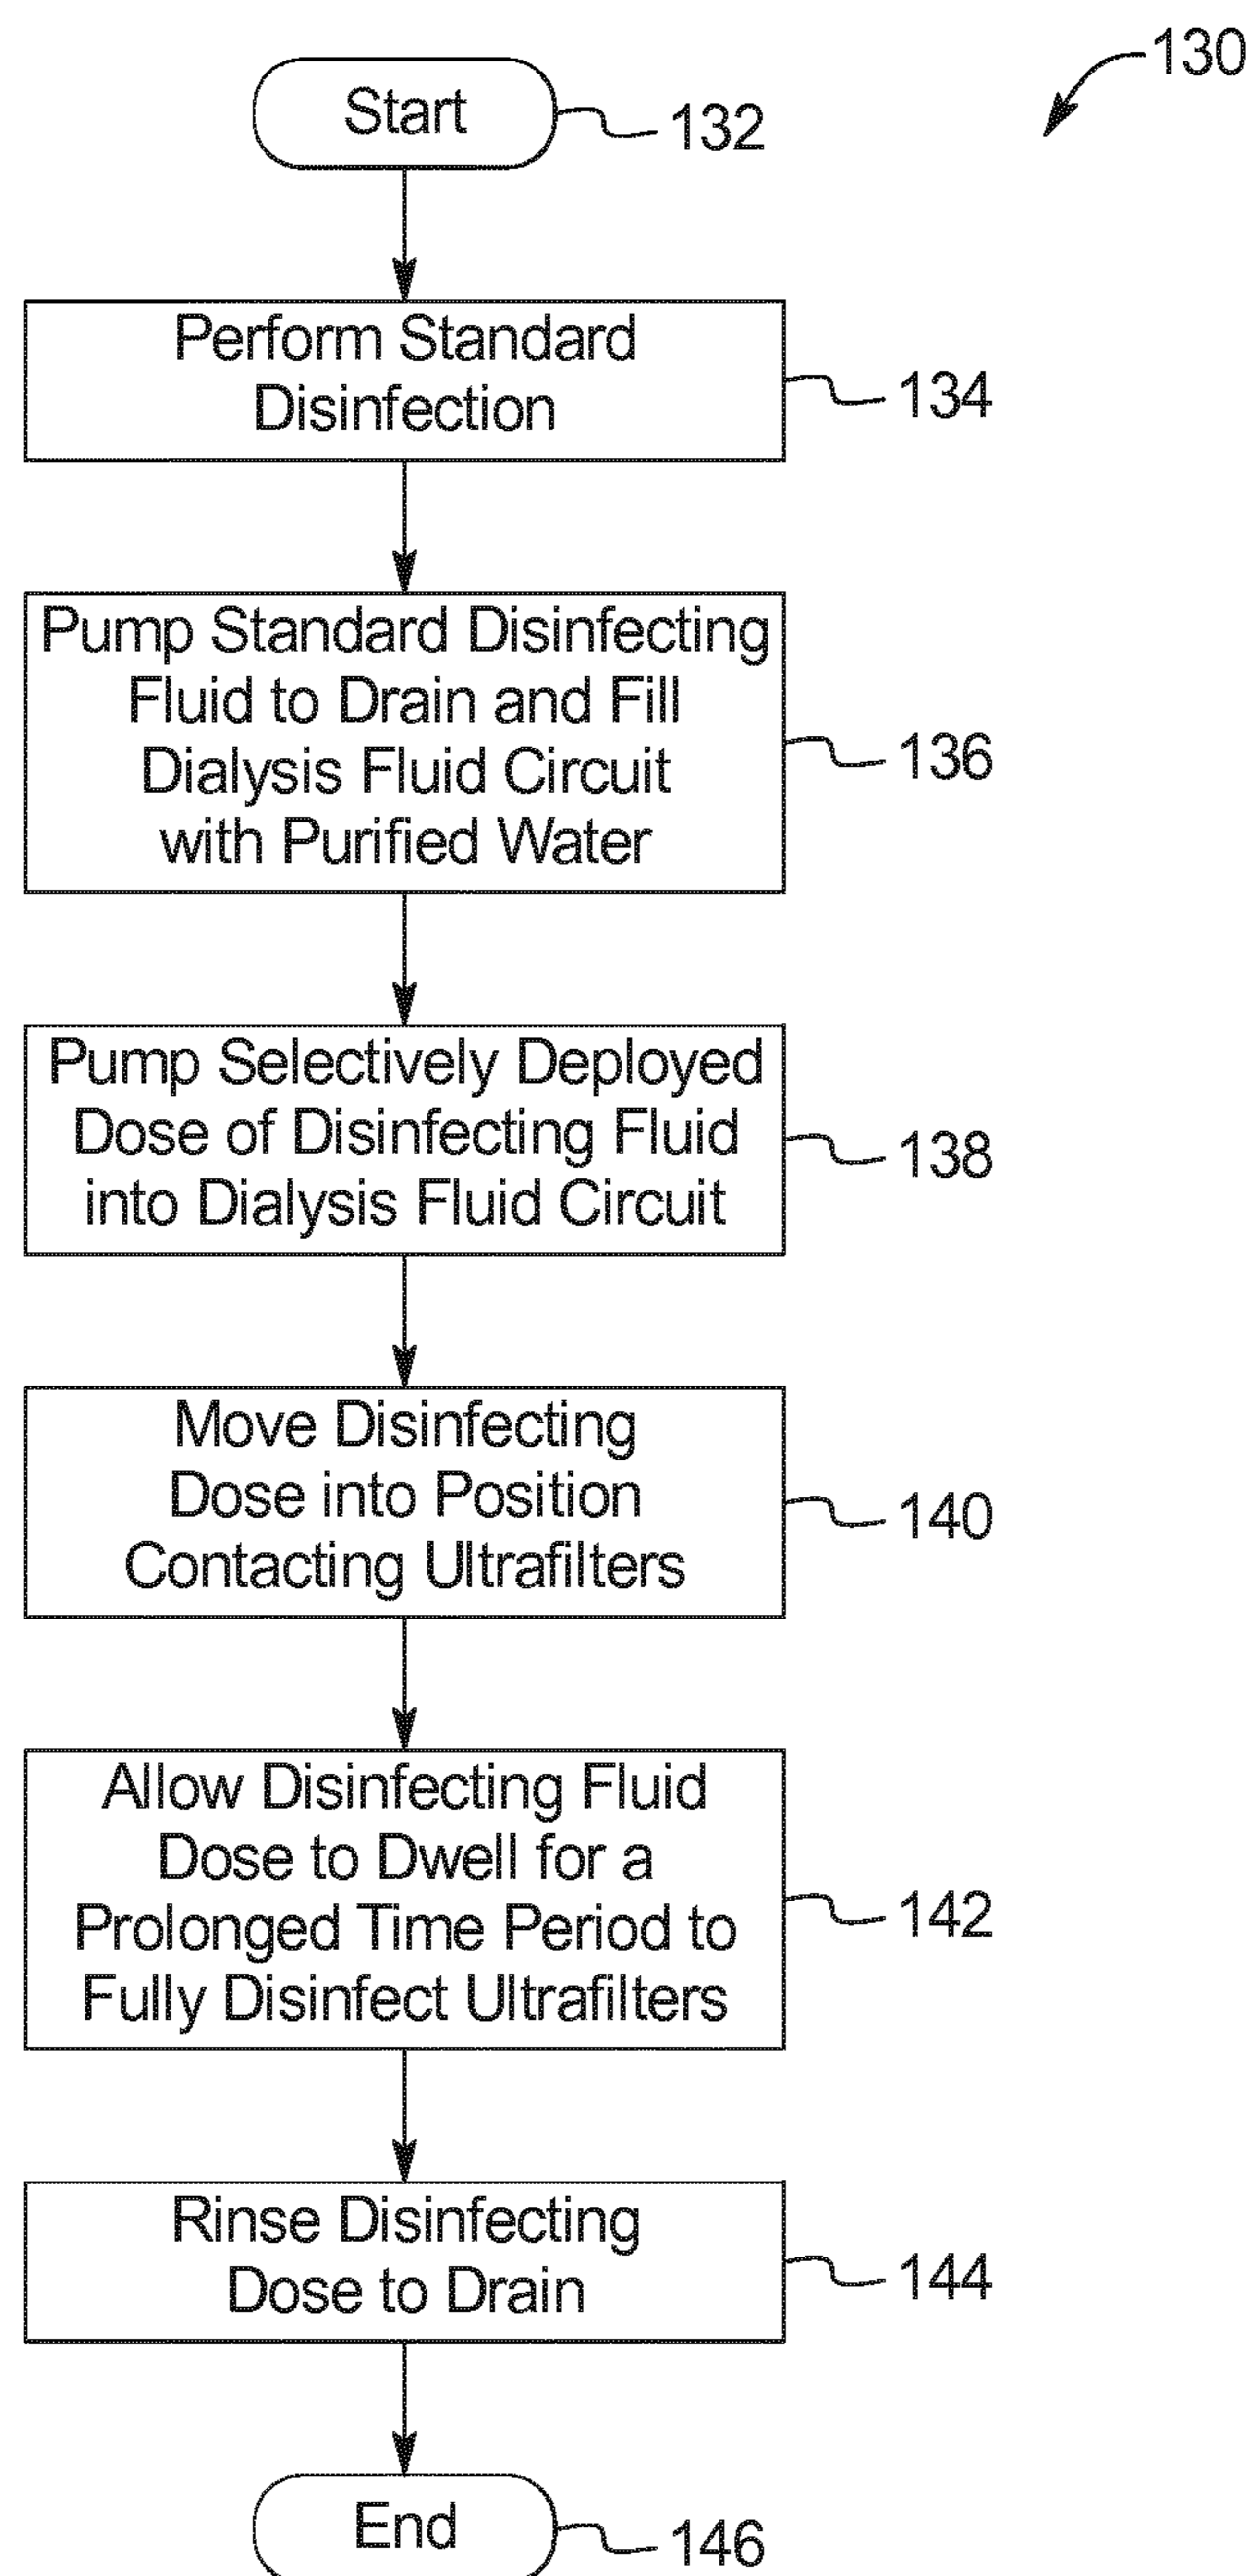 130
Start
132
Perform Standard
Disinfection
134
Pump Standard Disinfecting
Fluid to Drain and Fill
Dialysis Fluid Circuit
with Purified Water
136
Pump Selectively Deployed
Dose of Disinfecting Fluid
into Dialysis Fluid Circuit
138
Move Disinfecting
Dose into Position
Contacting Ultrafilters
140
Allow Disinfecting Fluid
Dose to Dwell for a
Prolonged Time Period to
Fully Disinfect Ultrafilters
142
Rinse Disinfecting
Dose to Drain
144
End
146